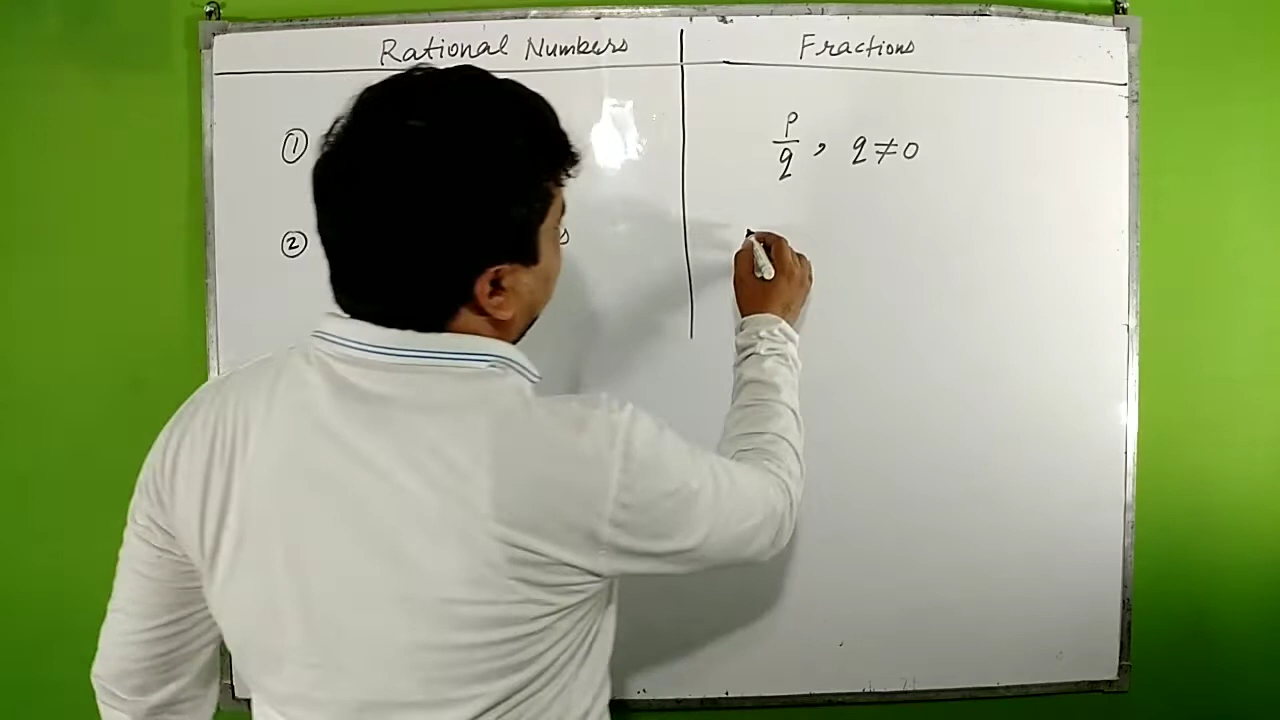 Rational Numbers
Fractions
①
p/q, q≠0
②